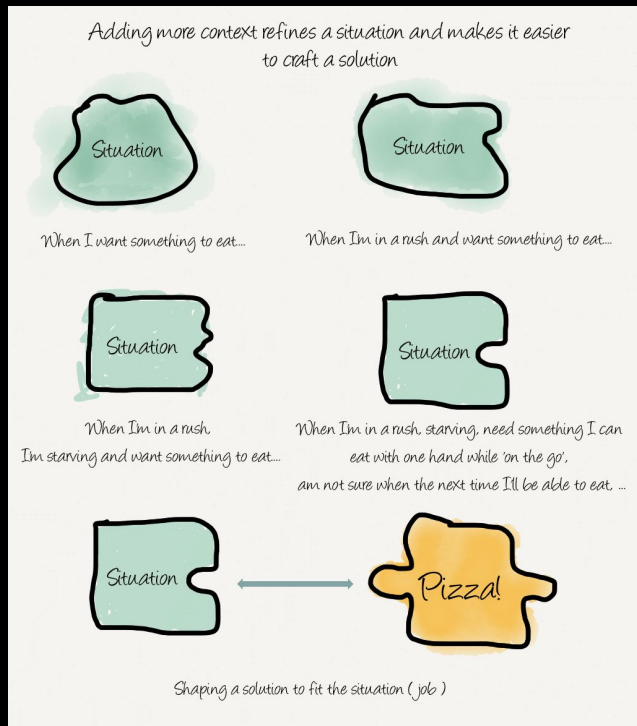 Adding more context refines a situation and makes it easier
to craft a solution
Situation
Situation
When I want something to eat....
When Im in a rush and want something to eat....
Situation
Situation
When Im in a rush,
Im starving and want something to eat....
When Im in a rush, starving, need something I can
eat with one hand while 'on the go',
am not sure when the next time I'll be able to eat, ...
Situation
Pizza!
Shaping a solution to fit the situation ( job )